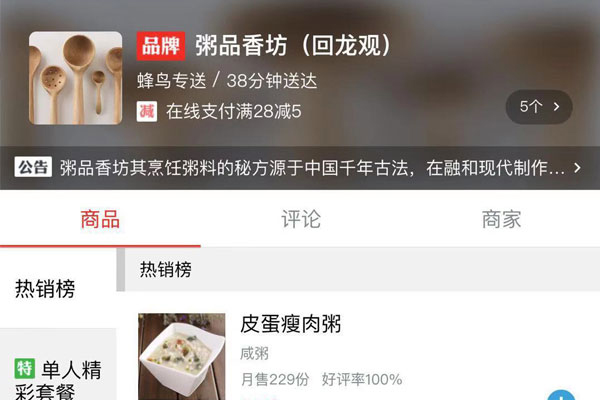 品牌 粥品香坊（回龙观）
蜂鸟专送 / 38分钟送达
减 在线支付满28减5
5个
公告 粥品香坊其烹饪粥料的秘方源于中国千年古法，在融和现代制作...
商品 评论 商家
热销榜
热销榜
皮蛋瘦肉粥
咸粥
月售229份 好评率100%
特 单人精
彩套餐